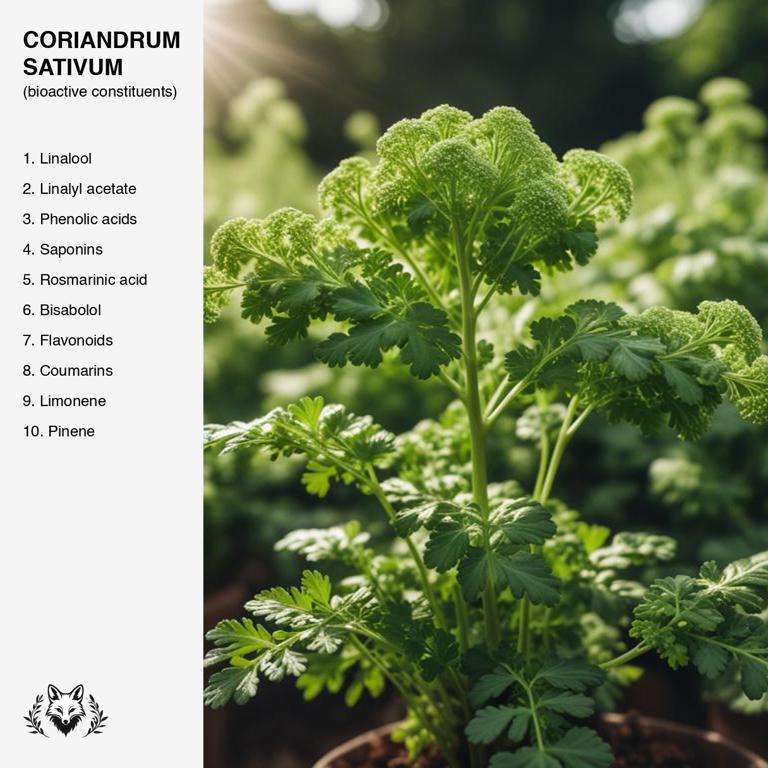 CORIANDRUM
SATIVUM
(bioactive constituents)
1. Linalool
2. Linalyl acetate
3. Phenolic acids
4. Saponins
5. Rosmarinic acid
6. Bisabolol
7. Flavonoids
8. Coumarins
9. Limonene
10. Pinene